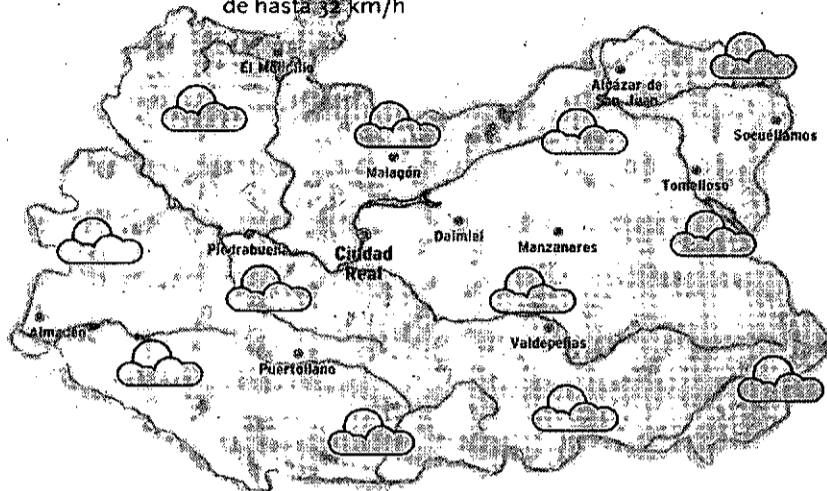 de hasta 32 km/h
El Molinillo
Alcázar de
San Juan
Socuéllamos
Malagón
Tomelloso
Piedrabuena
Ciudad
Real
Daimiel
Manzanares
Almadén
Valdepeñas
Puertollano